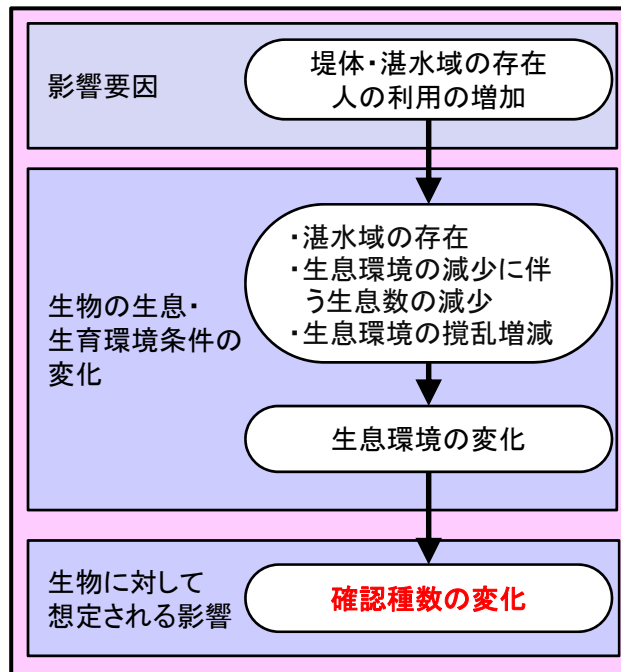 影響要因
堤体・湛水域の存在
人の利用の増加
生物の生息・
生育環境条件の
変化
・湛水域の存在
・生息環境の減少に伴
う生息数の減少
・生息環境の撹乱増減
生息環境の変化
生物に対して
想定される影響
確認種数の変化